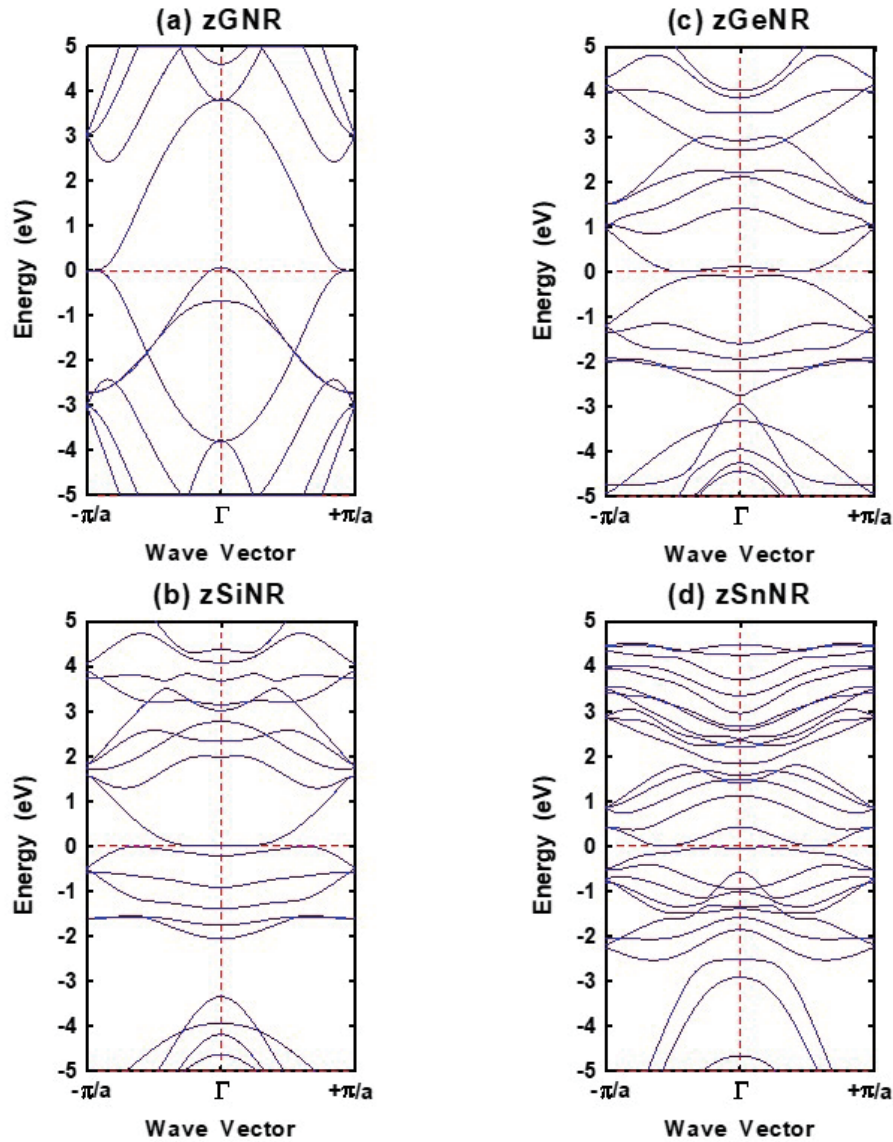 (a) zGNR
Energy (eV)
5
4
3
2
1
0
-1
-2
-3
-4
-5
-π/a Γ +π/a
Wave Vector
(c) zGeNR
Energy (eV)
5
4
3
2
1
0
-1
-2
-3
-4
-5
-π/a Γ +π/a
Wave Vector
(b) zSiNR
Energy (eV)
5
4
3
2
1
0
-1
-2
-3
-4
-5
-π/a Γ +π/a
Wave Vector
(d) zSnNR
Energy (eV)
5
4
3
2
1
0
-1
-2
-3
-4
-5
-π/a Γ +π/a
Wave Vector